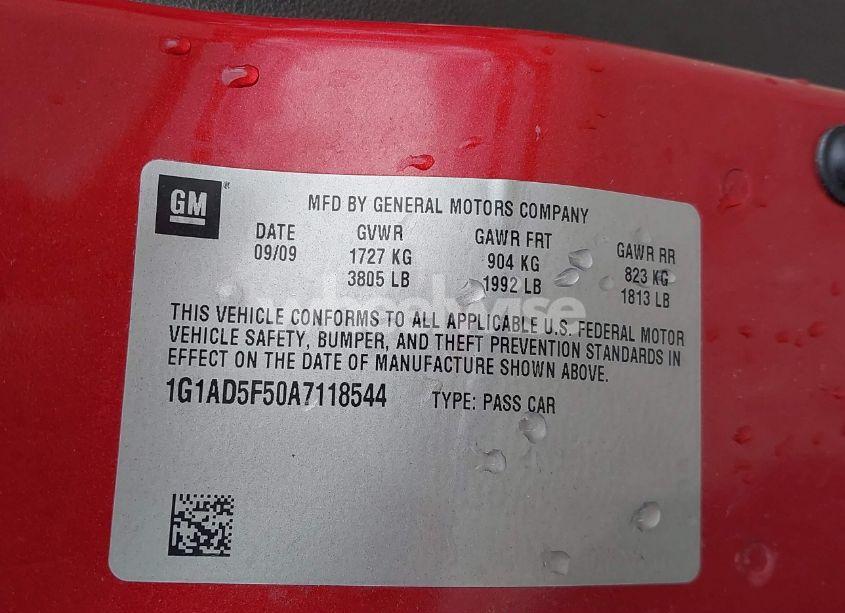 GM
MFD BY GENERAL MOTORS COMPANY
DATE GVWR GAWR FRT GAWR RR
09/09 1727 KG 904 KG 823 KG
3805 LB 1992 LB 1813 LB
THIS VEHICLE CONFORMS TO ALL APPLICABLE U.S. FEDERAL MOTOR
VEHICLE SAFETY, BUMPER, AND THEFT PREVENTION STANDARDS IN
EFFECT ON THE DATE OF MANUFACTURE SHOWN ABOVE.
1G1AD5F50A7118544 TYPE: PASS CAR
wheelwise